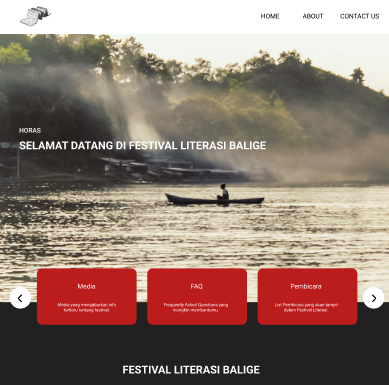 HOME ABOUT CONTACT US
HORAS
SELAMAT DATANG DI FESTIVAL LITERASI BALIGE
Media
Media yang mengabarkan info
terbaru tentang festival.
FAQ
Frequently Asked Questions yang
mungkin membantumu.
Pembicara
List Pembicara yang akan tampil
dalam Festival Literasi.
FESTIVAL LITERASI BALIGE